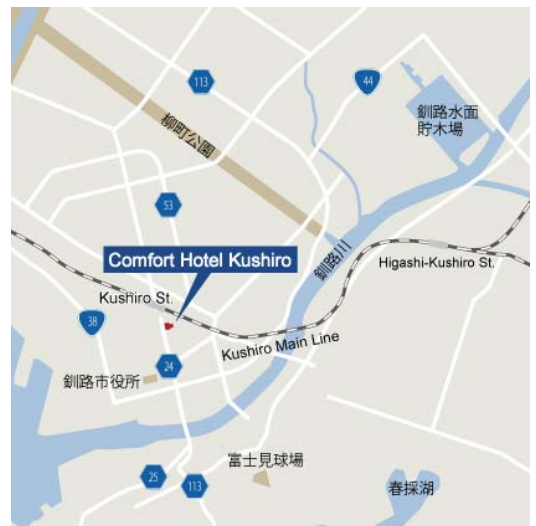 113
44
柳町公園
釧路水面
貯木場
53
Comfort Hotel Kushiro
釧路川
Higashi-Kushiro St.
Kushiro St.
38
Kushiro Main Line
24
釧路市役所
富士見球場
25
113
春採湖